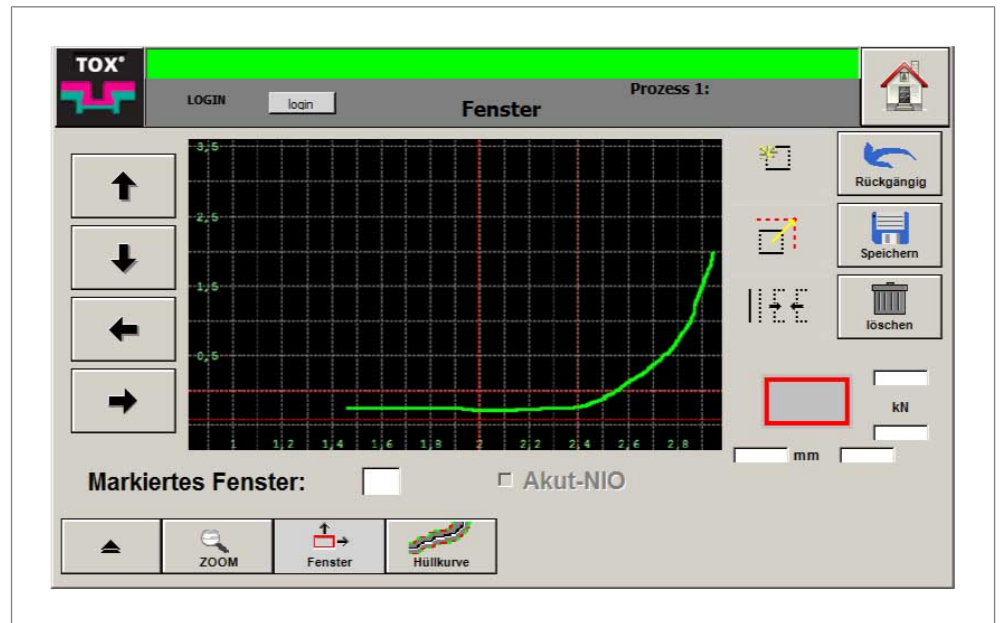 TOX®
LOGIN
login
Fenster
Prozess 1:
3,5
2,5
1,5
0,5
1
1,2
1,4
1,6
1,8
2
2,2
2,4
2,6
2,8
Rückgängig
Speichern
löschen
kN
mm
Markiertes Fenster:
Akut-NIO
ZOOM
Fenster
Hüllkurve